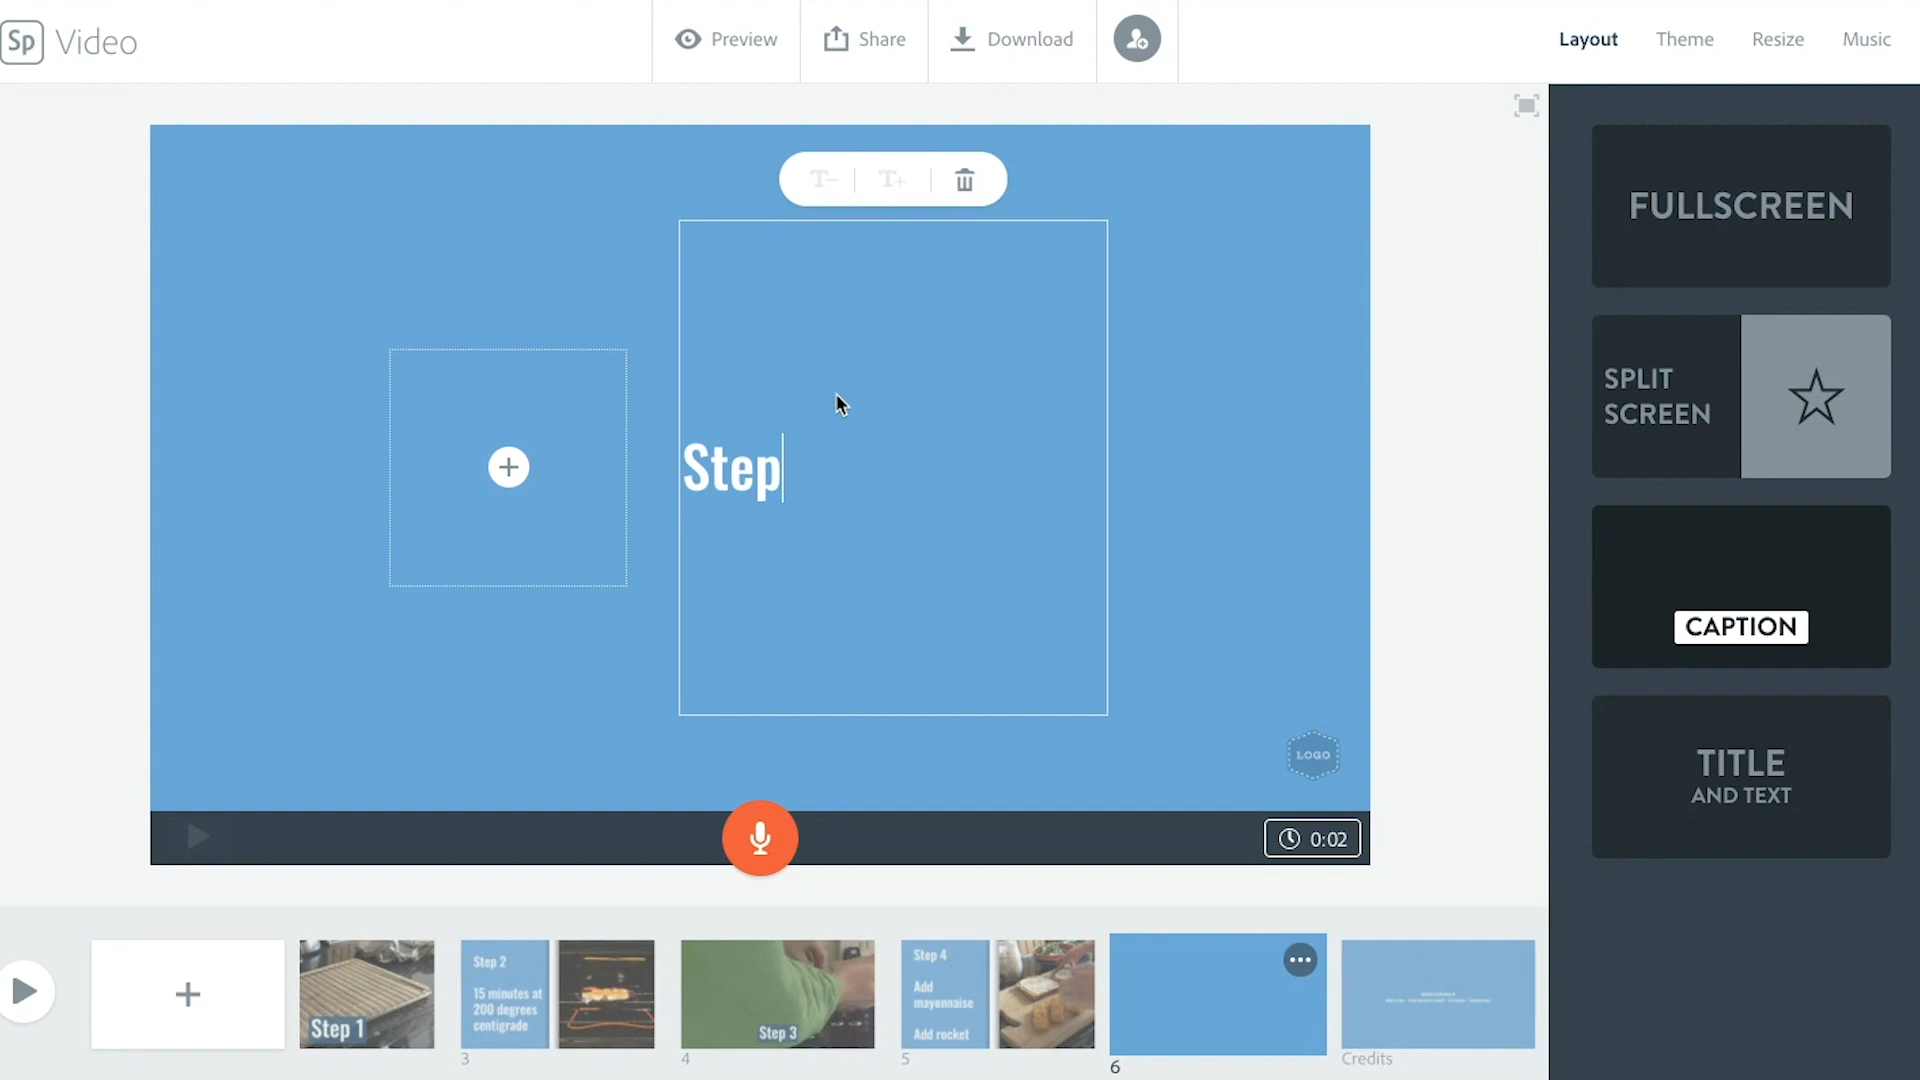 Sp Video
Preview
Share
Download
Layout
Theme
Resize
Music
T−
T+
FULLSCREEN
Step
SPLIT
SCREEN
CAPTION
LOGO
TITLE
AND TEXT
0:02
Step 1
Step 2
15 minutes at
200 degrees
centigrade
3
Step 3
4
Step 4
Add
mayonnaise
Add rocket
5
6
Credits